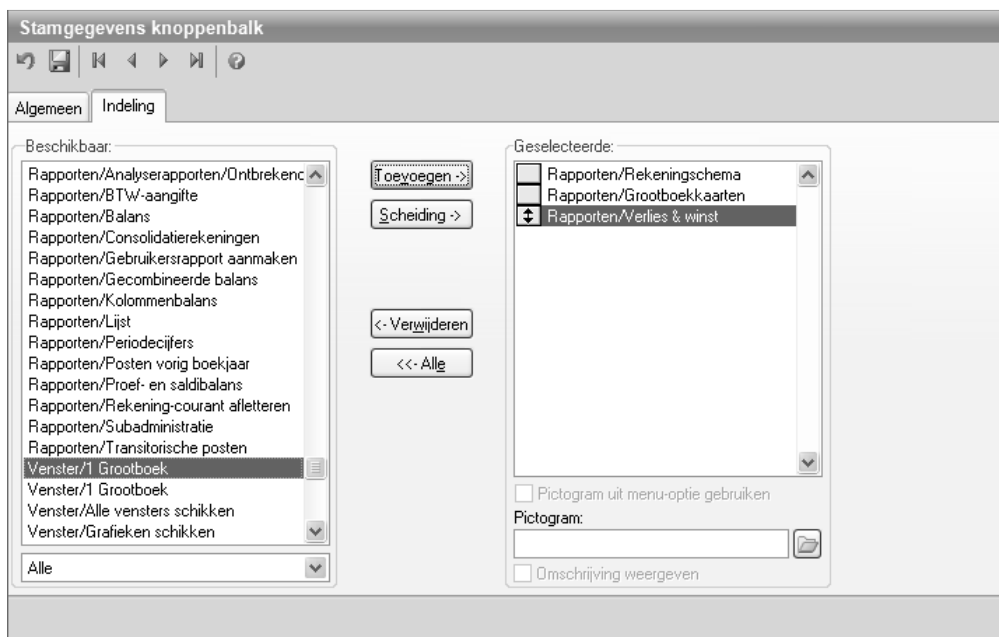 Stamgegevens knoppenbalk
Algemeen
Indeling
Beschikbaar:
Rapporten/Analyserapporten/Ontbrekenc
Rapporten/BTW-aangifte
Rapporten/Balans
Rapporten/Consolidatierekeningen
Rapporten/Gebruikersrapport aanmaken
Rapporten/Gecombineerde balans
Rapporten/Kolommenbalans
Rapporten/Lijst
Rapporten/Periodecijfers
Rapporten/Posten vorig boekjaar
Rapporten/Proef- en saldibalans
Rapporten/Rekening-courant afletteren
Rapporten/Subadministratie
Rapporten/Transitorische posten
Venster/1 Grootboek
Venster/1 Grootboek
Venster/Alle vensters schikken
Venster/Grafieken schikken
Alle
Toevoegen ->
Scheiding ->
<- Verwijderen
<<- Alle
Geselecteerde:
Rapporten/Rekeningschema
Rapporten/Grootboekkaarten
Rapporten/Verlies & winst
Pictogram uit menu-optie gebruiken
Pictogram:
Omschrijving weergeven